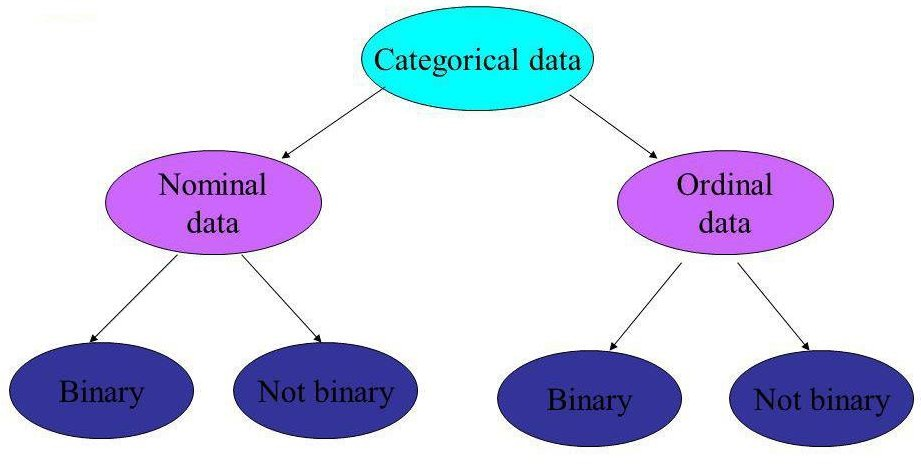 Categorical data
Nominal
data
Ordinal
data
Binary
Not binary
Binary
Not binary